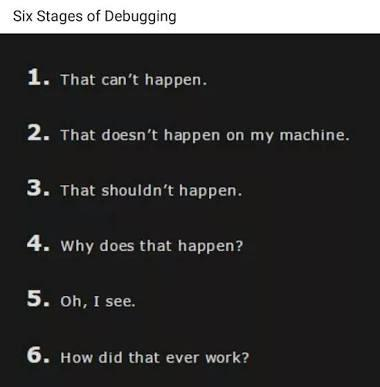 Six Stages of Debugging
1. That can't happen.
2. That doesn't happen on my machine.
3. That shouldn't happen.
4. Why does that happen?
5. Oh, I see.
6. How did that ever work?